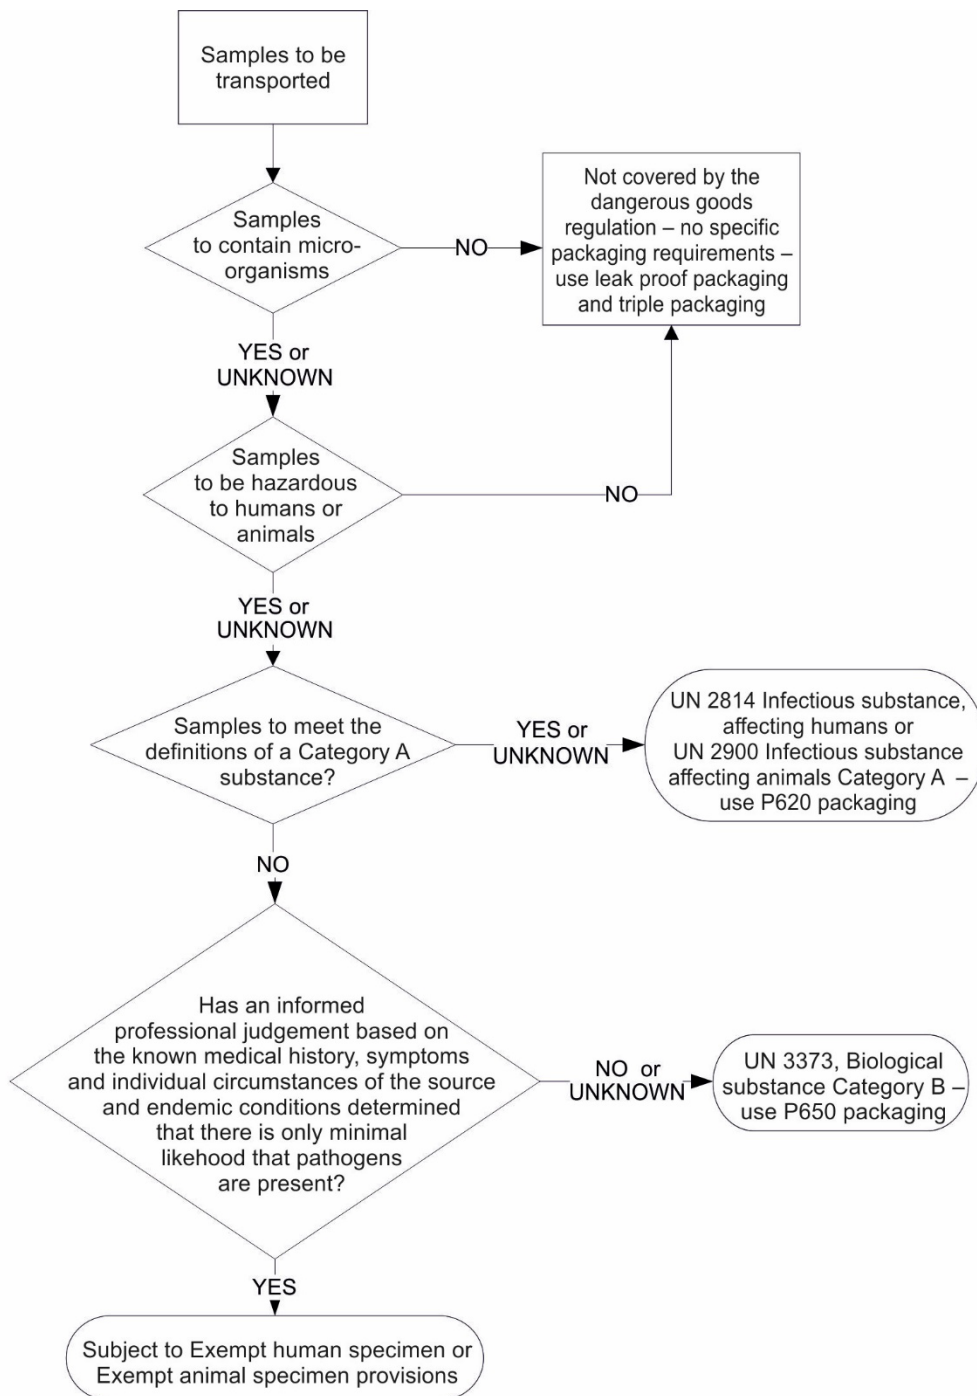 Samples to be
transported
Samples
to contain micro-
organisms
NO
Not covered by the
dangerous goods
regulation – no specific
packaging requirements –
use leak proof packaging
and triple packaging
YES or
UNKNOWN
Samples
to be hazardous
to humans or
animals
NO
YES or
UNKNOWN
Samples to meet the
definitions of a Category A
substance?
YES or
UNKNOWN
UN 2814 Infectious substance,
affecting humans or
UN 2900 Infectious substance
affecting animals Category A –
use P620 packaging
NO
Has an informed
professional judgement based on
the known medical history, symptoms
and individual circumstances of the source
and endemic conditions determined
that there is only minimal
likehood that pathogens
are present?
NO or
UNKNOWN
UN 3373, Biological
substance Category B –
use P650 packaging
YES
Subject to Exempt human specimen or
Exempt animal specimen provisions